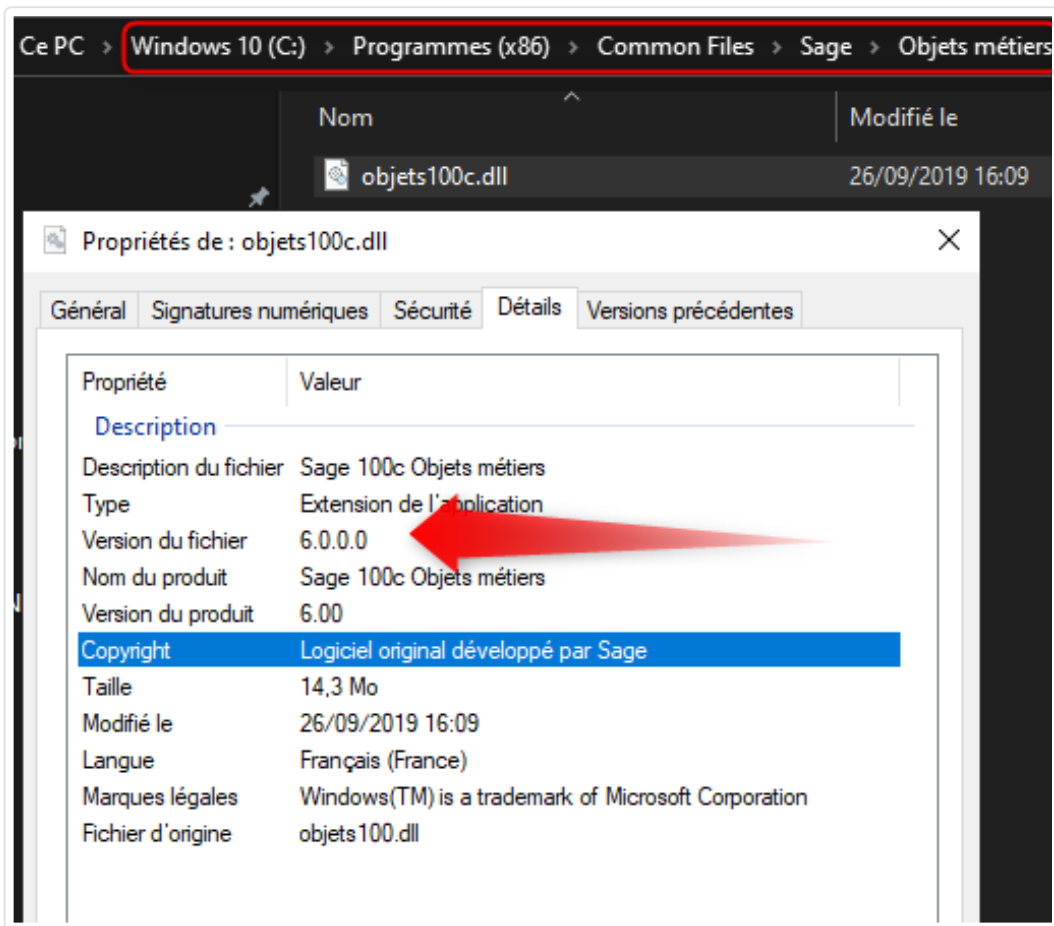 Ce PC > Windows 10 (C:) > Programmes (x86) > Common Files > Sage > Objets métiers
Nom Modifié le
objets100c.dll 26/09/2019 16:09
Propriétés de : objets100c.dll
Général Signatures numériques Sécurité Détails Versions précédentes
Propriété Valeur
Description
Description du fichier Sage 100c Objets métiers
Type Extension de l'application
Version du fichier 6.0.0.0
Nom du produit Sage 100c Objets métiers
Version du produit 6.00
Copyright Logiciel original développé par Sage
Taille 14,3 Mo
Modifié le 26/09/2019 16:09
Langue Français (France)
Marques légales Windows(TM) is a trademark of Microsoft Corporation
Fichier d'origine objets100.dll